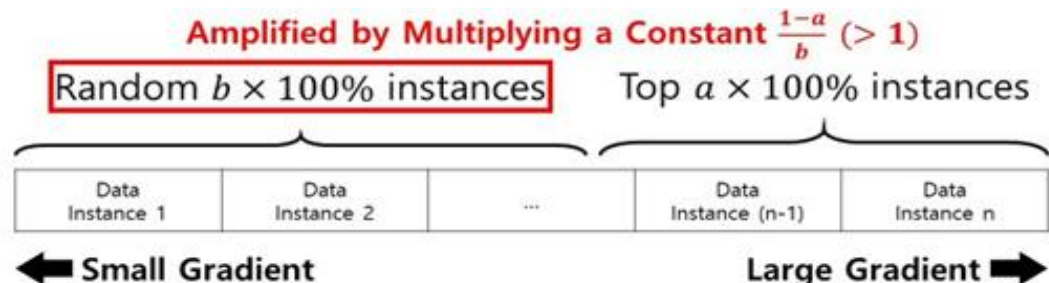 Amplified by Multiplying a Constant $\frac{1-a}{b}$ (> 1)
Random $b$ × 100% instances
Top $a$ × 100% instances
Data Instance 1
Data Instance 2
...
Data Instance (n-1)
Data Instance n
Small Gradient
Large Gradient